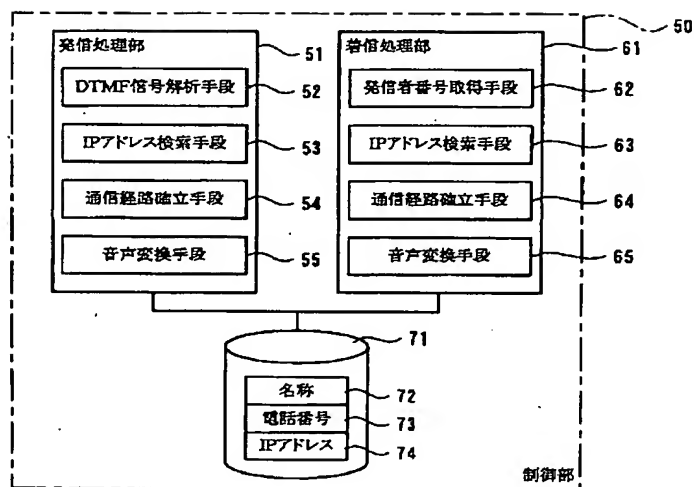 50
発信処理部
51
DTMF信号解析手段
52
IPアドレス検索手段
53
通信経路確立手段
54
音声変換手段
55
着信処理部
61
発信者番号取得手段
62
IPアドレス検索手段
63
通信経路確立手段
64
音声変換手段
65
71
名称
72
電話番号
73
IPアドレス
74
制御部